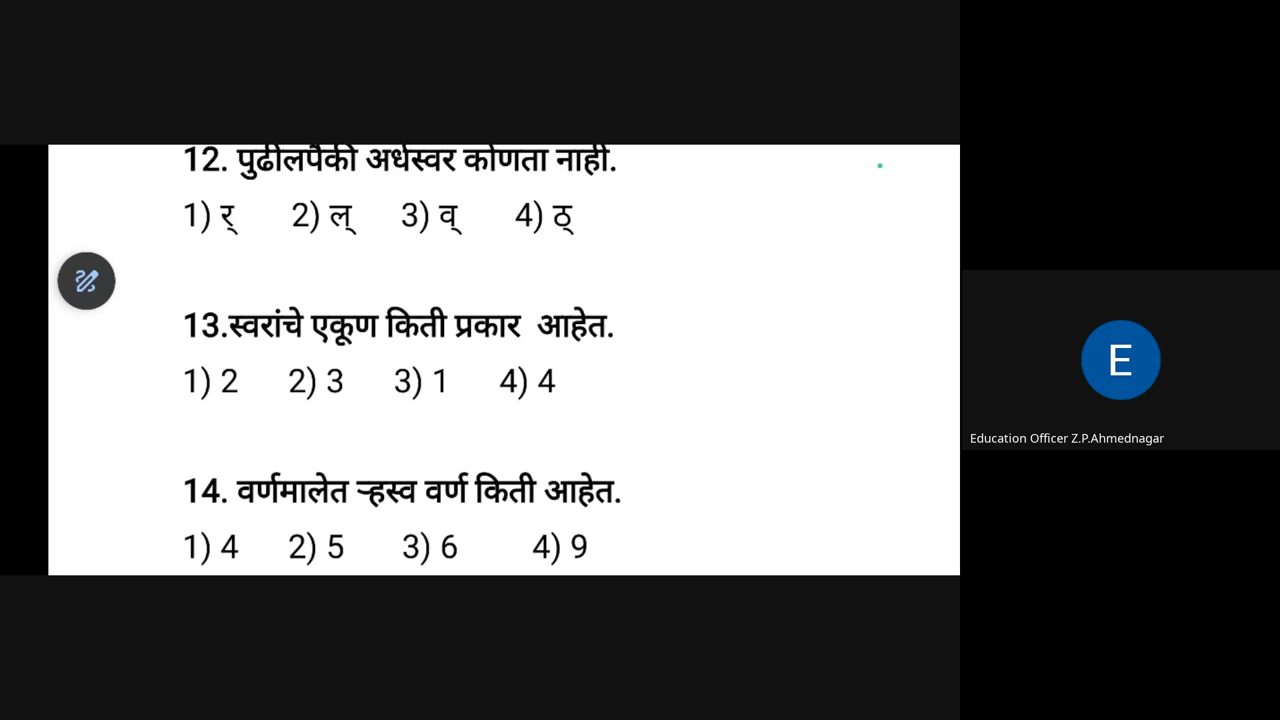 12. पुढीलपैकी अर्धस्वर कोणता नाही.
1) र् 2) ल् 3) व् 4) ठ्
13.स्वरांचे एकूण किती प्रकार आहेत.
1) 2 2) 3 3) 1 4) 4
14. वर्णमालेत ऱ्हस्व वर्ण किती आहेत.
1) 4 2) 5 3) 6 4) 9
E
Education Officer Z.P.Ahmednagar